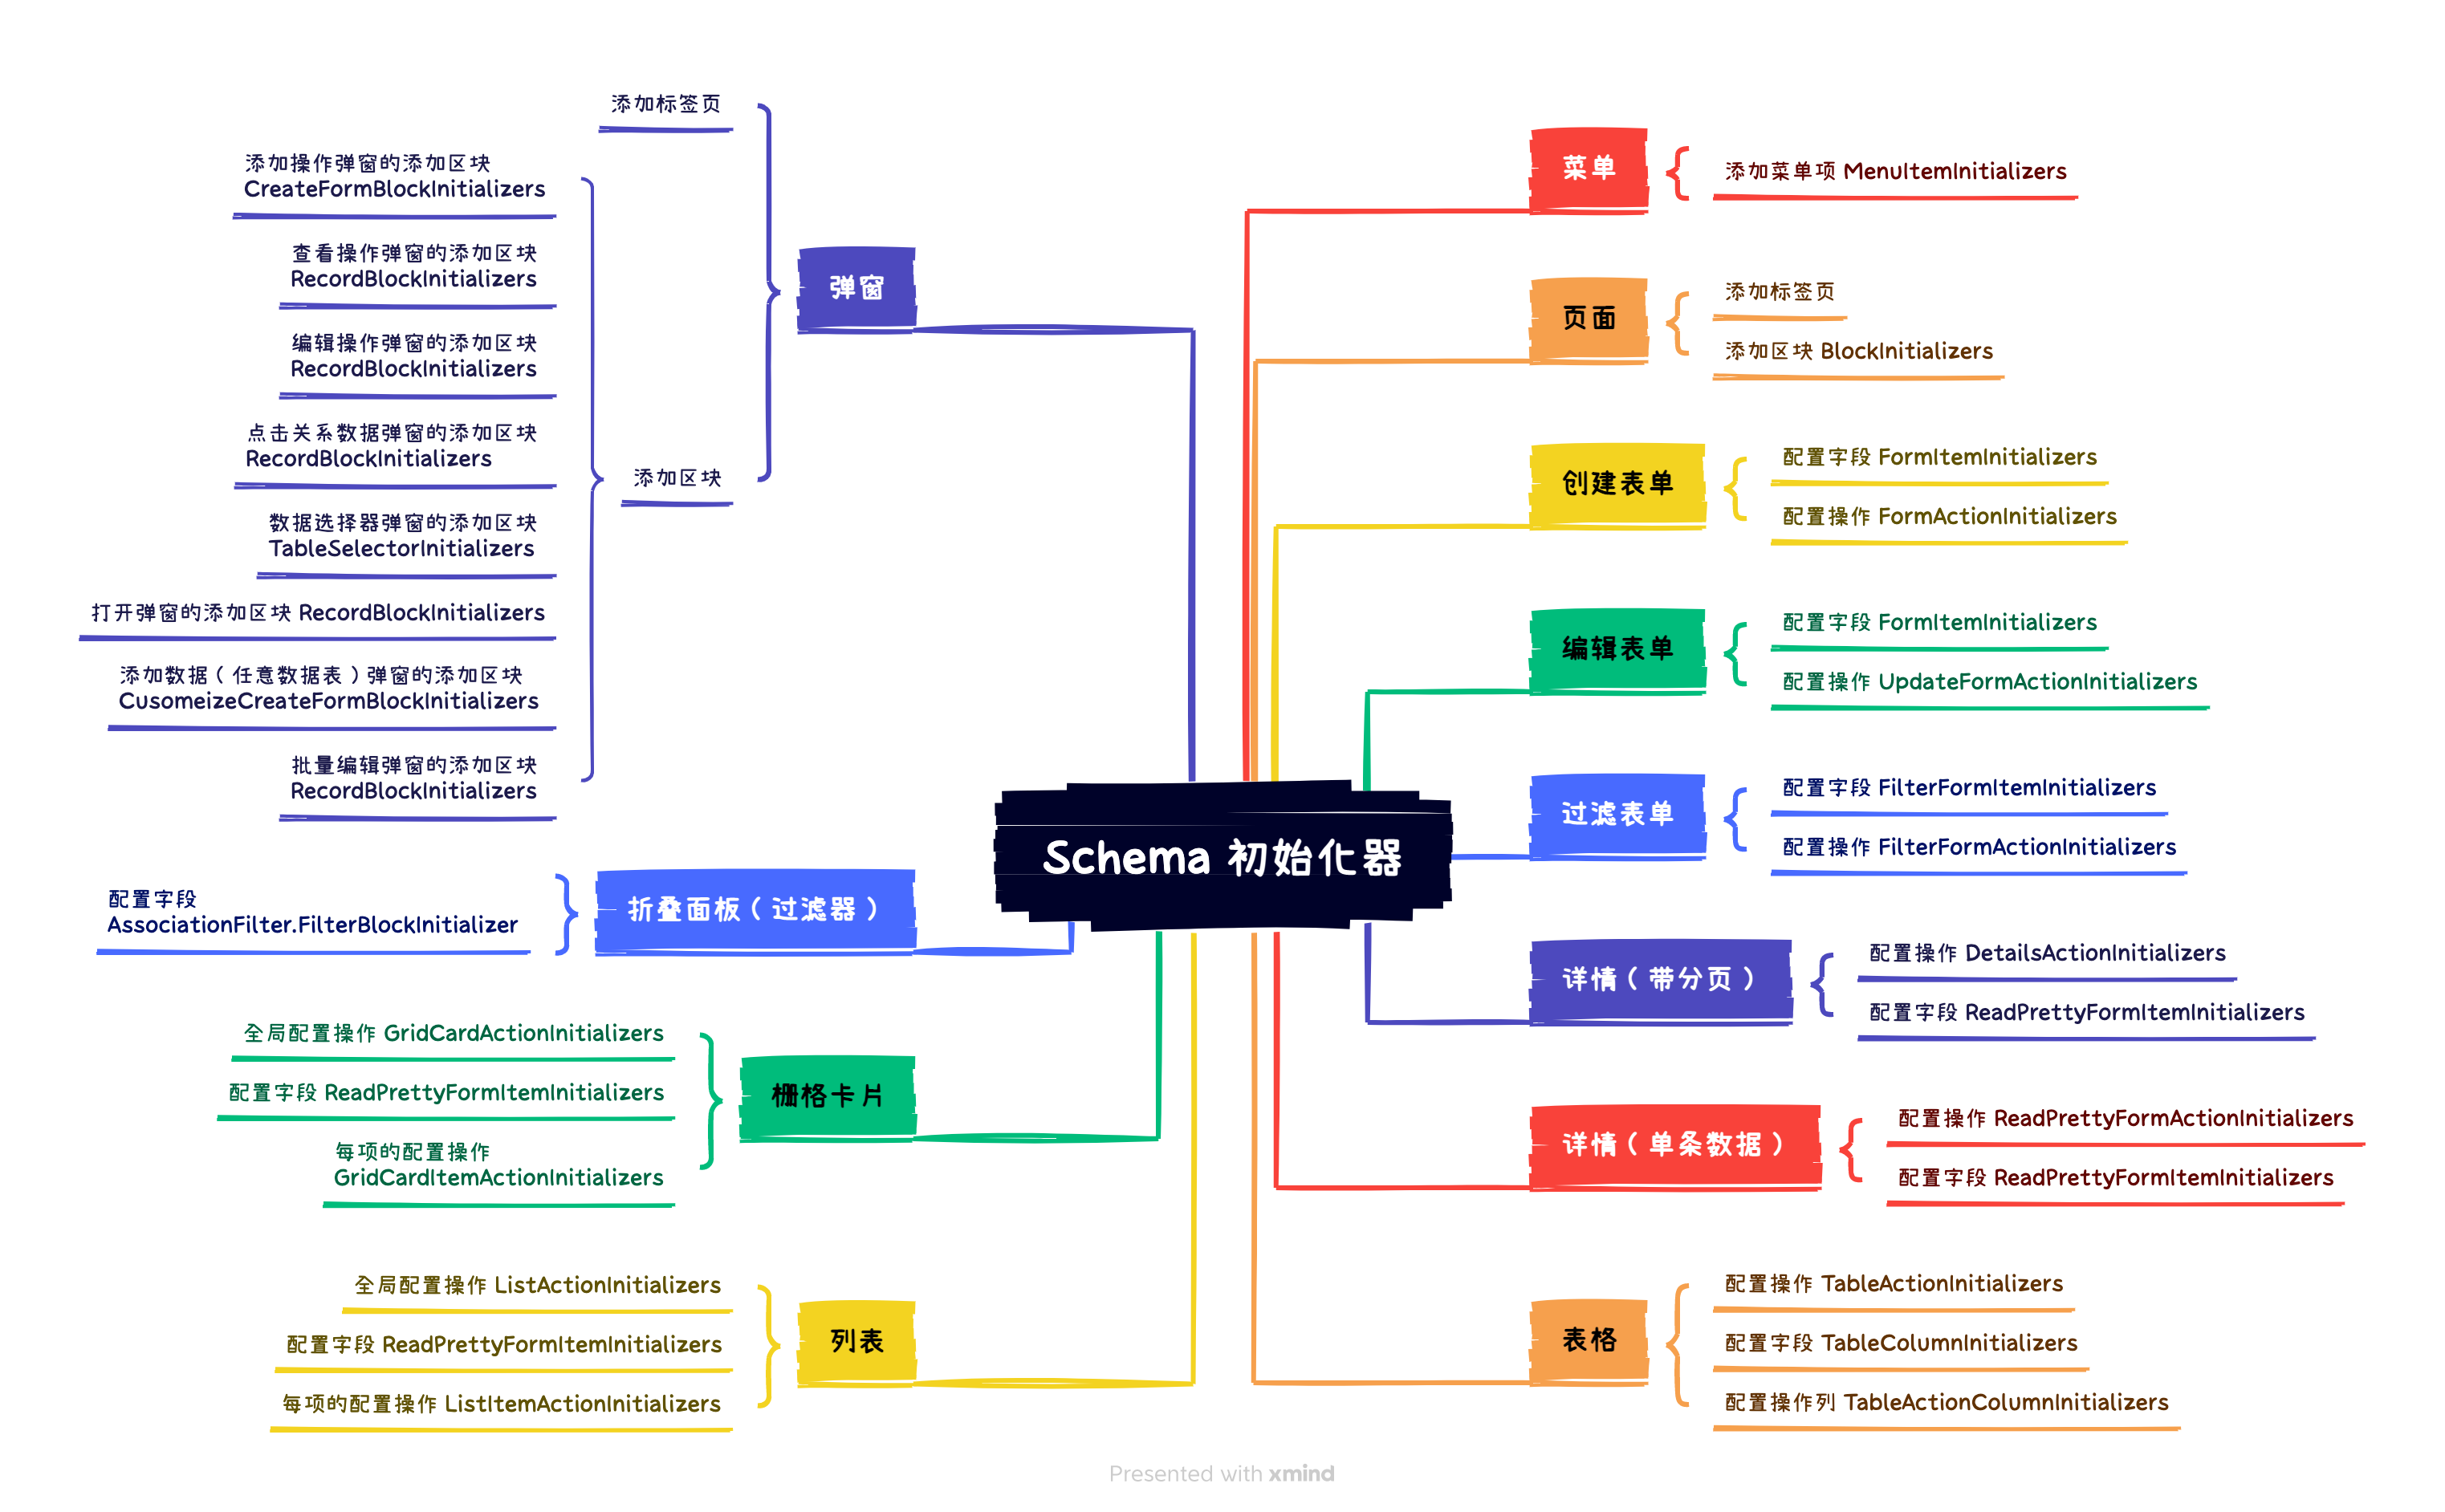 Schema 初始化器
菜单
添加菜单项 MenuItemInitializers
页面
添加标签页
添加区块 BlockInitializers
创建表单
配置字段 FormItemInitializers
配置操作 FormActionInitializers
编辑表单
配置字段 FormItemInitializers
配置操作 UpdateFormActionInitializers
过滤表单
配置字段 FilterFormItemInitializers
配置操作 FilterFormActionInitializers
详情（带分页）
配置操作 DetailsActionInitializers
配置字段 ReadPrettyFormItemInitializers
详情（单条数据）
配置操作 ReadPrettyFormActionInitializers
配置字段 ReadPrettyFormItemInitializers
表格
配置操作 TableActionInitializers
配置字段 TableColumnInitializers
配置操作列 TableActionColumnInitializers
弹窗
添加标签页
添加区块
添加操作弹窗的添加区块
CreateFormBlockInitializers
查看操作弹窗的添加区块
RecordBlockInitializers
编辑操作弹窗的添加区块
RecordBlockInitializers
点击关系数据弹窗的添加区块
RecordBlockInitializers
数据选择器弹窗的添加区块
TableSelectorInitializers
打开弹窗的添加区块 RecordBlockInitializers
添加数据（任意数据表）弹窗的添加区块
CusomeizeCreateFormBlockInitializers
批量编辑弹窗的添加区块
RecordBlockInitializers
折叠面板（过滤器）
配置字段
AssociationFilter.FilterBlockInitializer
栅格卡片
全局配置操作 GridCardActionInitializers
配置字段 ReadPrettyFormItemInitializers
每项的配置操作
GridCardItemActionInitializers
列表
全局配置操作 ListActionInitializers
配置字段 ReadPrettyFormItemInitializers
每项的配置操作 ListItemActionInitializers
Presented with xmind